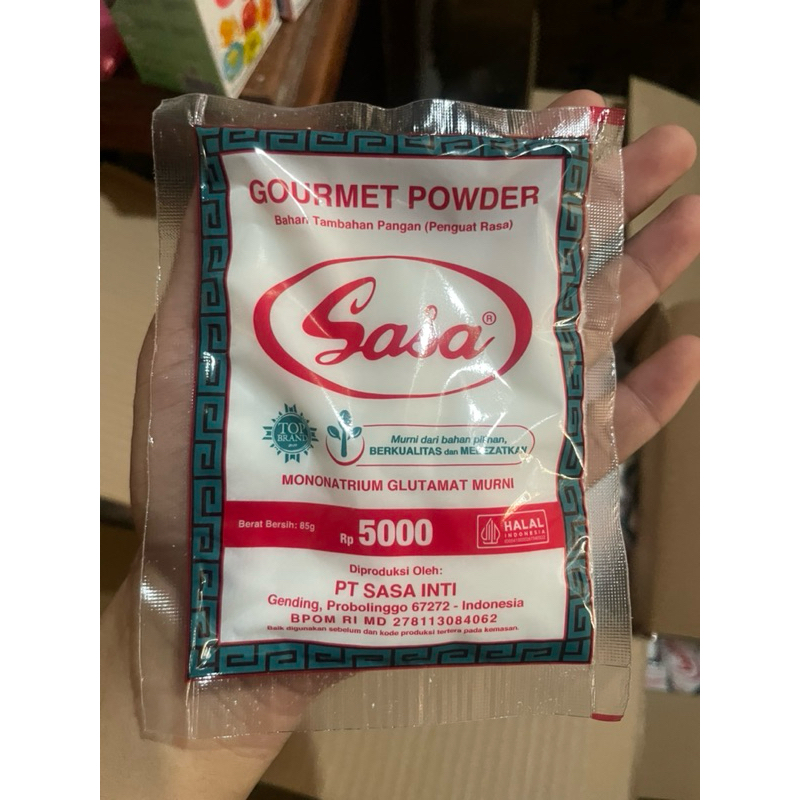 GOURMET POWDER
Bahan Tambahan Pangan (Penguat Rasa)
Sasa®
TOP
BRAND
Murni dari bahan pilihan,
BERKUALITAS dan MELEZATKAN
MONONATRIUM GLUTAMAT MURNI
Berat Bersih: 85g
Rp 5000
HALAL
INDONESIA
Diproduksi Oleh:
PT SASA INTI
Gending, Probolinggo 67272 - Indonesia
BPOM RI MD 278113084062
Baik digunakan sebelum dan kode produksi tertera pada kemasan.